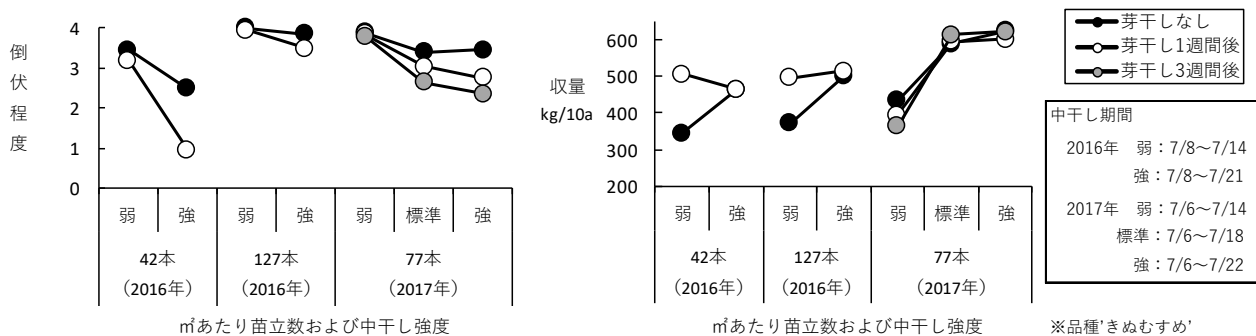 倒伏程度
4
3
2
1
0
弱 強 弱 強 弱 標準 強
42本 127本 77本
（2016年） （2016年） （2017年）
㎡あたり苗立数および中干し強度
収量
kg/10a
600
500
400
300
200
弱 強 弱 強 弱 標準 強
42本 127本 77本
（2016年） （2016年） （2017年）
㎡あたり苗立数および中干し強度
芽干しなし
芽干し1週間後
芽干し3週間後
中干し期間
2016年 弱：7/8～7/14
強：7/8～7/21
2017年 弱：7/6～7/14
標準：7/6～7/18
強：7/6～7/22
※品種'きぬむすめ'